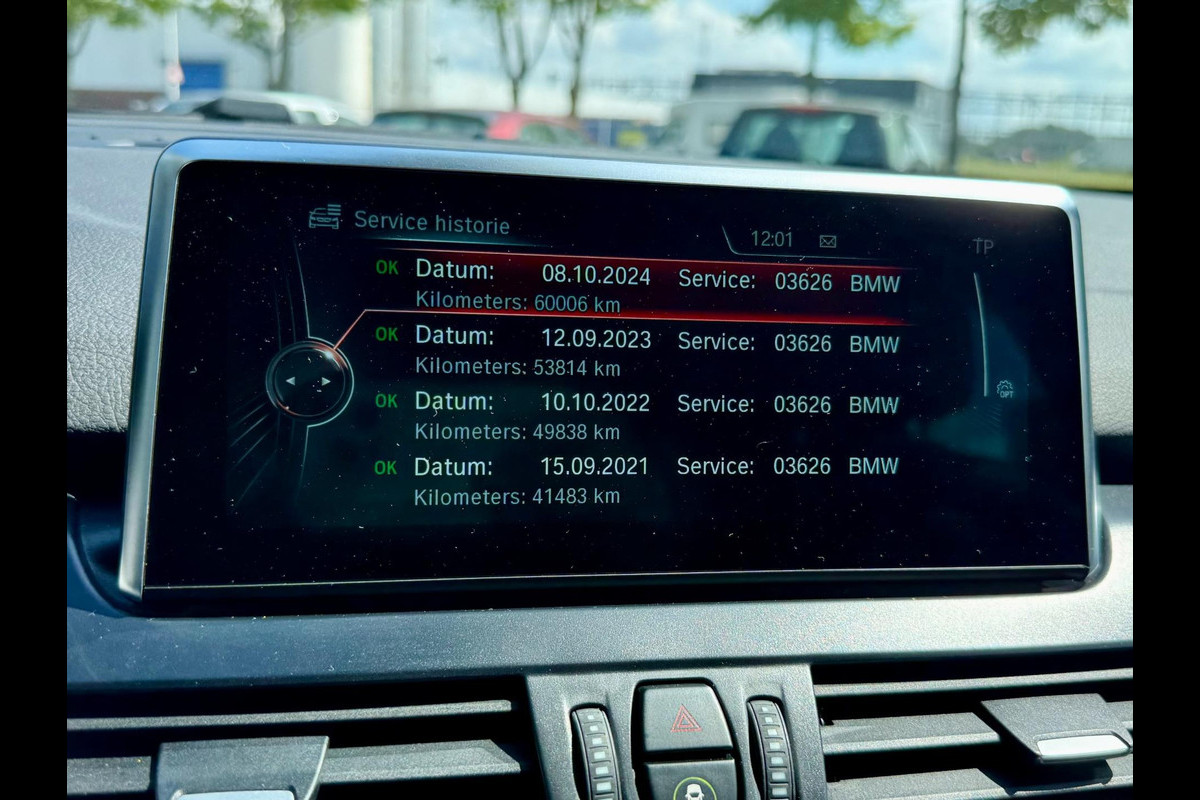 Service historie
12:01
TP
OK Datum: 08.10.2024 Service: 03626 BMW
Kilometers: 60006 km
OK Datum: 12.09.2023 Service: 03626 BMW
Kilometers: 53814 km
OK Datum: 10.10.2022 Service: 03626 BMW
Kilometers: 49838 km
OPT
OK Datum: 15.09.2021 Service: 03626 BMW
Kilometers: 41483 km